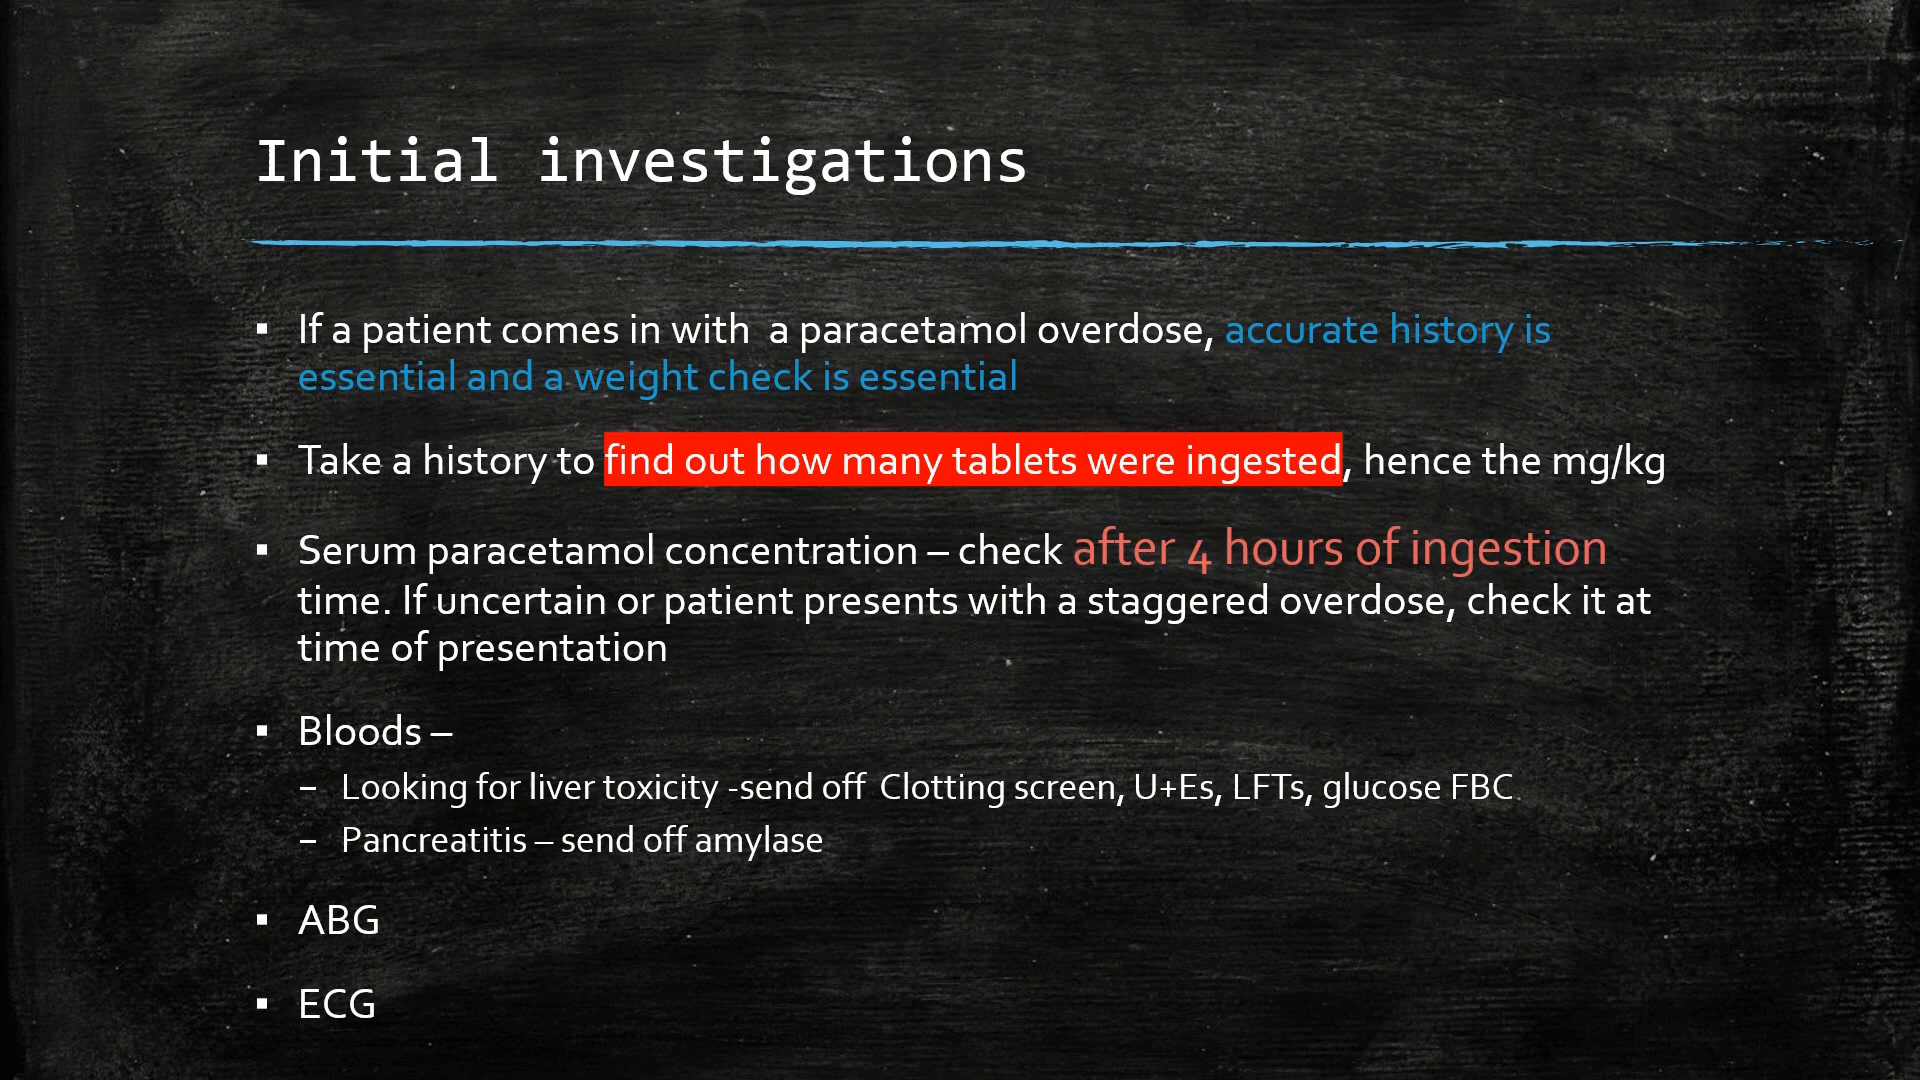 Initial investigations
▪ If a patient comes in with  a paracetamol overdose, accurate history is
essential and a weight check is essential
▪ Take a history to find out how many tablets were ingested, hence the mg/kg
▪ Serum paracetamol concentration – check after 4 hours of ingestion
time. If uncertain or patient presents with a staggered overdose, check it at
time of presentation
▪ Bloods –
– Looking for liver toxicity -send off  Clotting screen, U+Es, LFTs, glucose FBC
– Pancreatitis – send off amylase
▪ ABG
▪ ECG